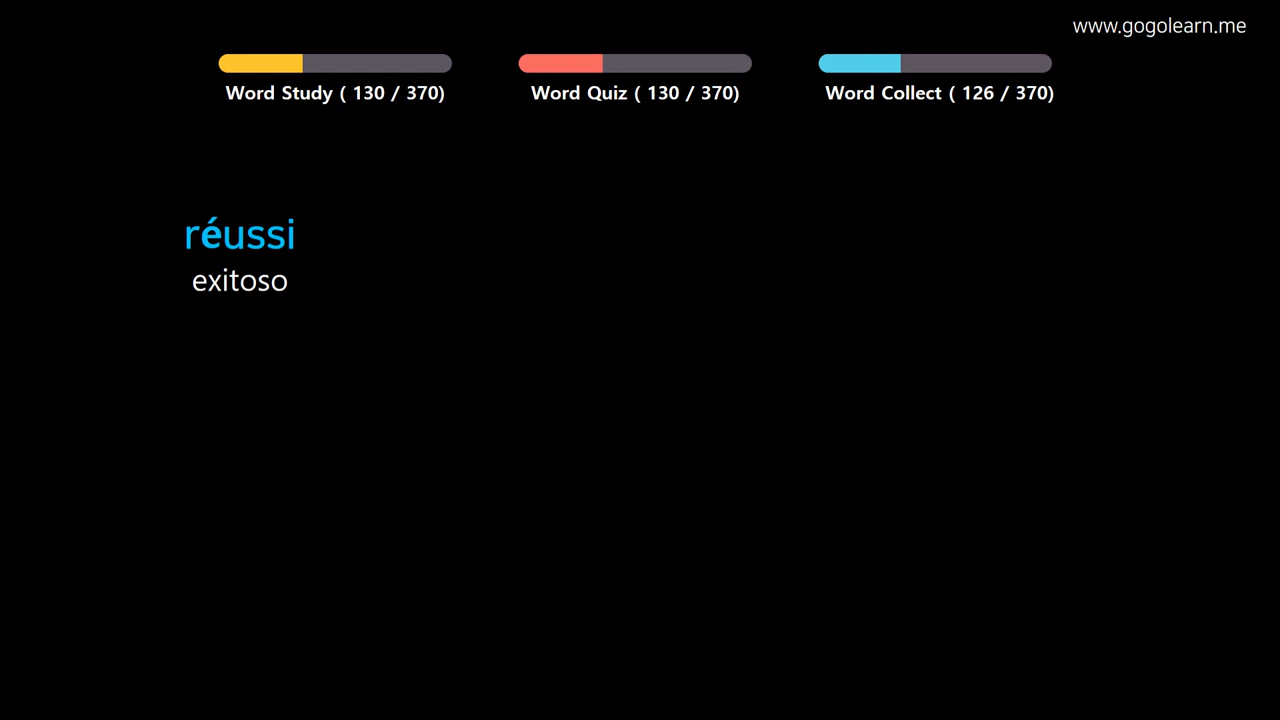 www.gogolearn.me
Word Study ( 130 / 370)
Word Quiz ( 130 / 370)
Word Collect ( 126 / 370)
réussi
exitoso